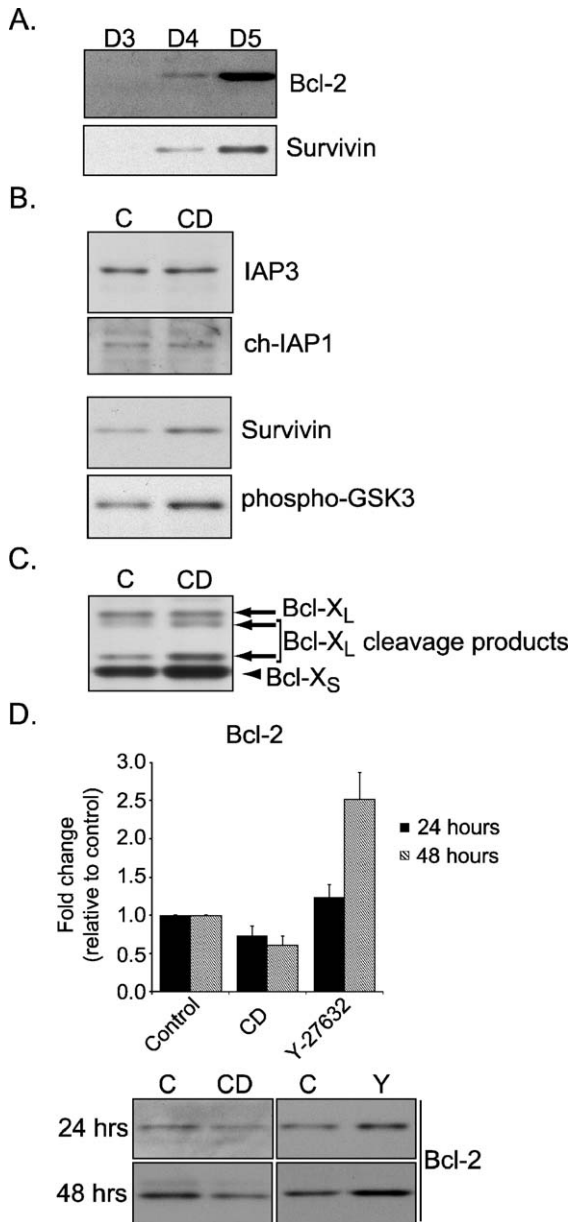 A.
D3 D4 D5
Bcl-2
Survivin
B.
C CD
IAP3
ch-IAP1
Survivin
phospho-GSK3
C.
C CD
Bcl-XL
Bcl-XL cleavage products
Bcl-XS
D.
Bcl-2
Fold change
(relative to control)
3.0
2.5
2.0
1.5
1.0
0.5
0.0
24 hours
48 hours
Control
CD
Y-27632
C CD C Y
24 hrs
48 hrs
Bcl-2